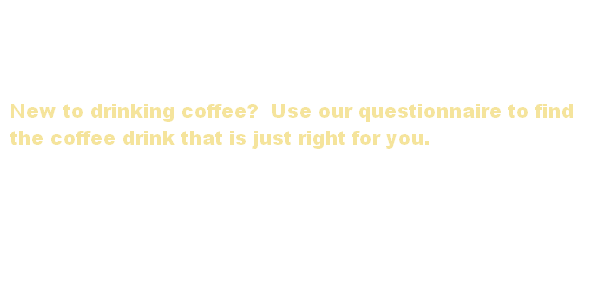 New to drinking coffee?  Use our questionnaire to find
the coffee drink that is just right for you.